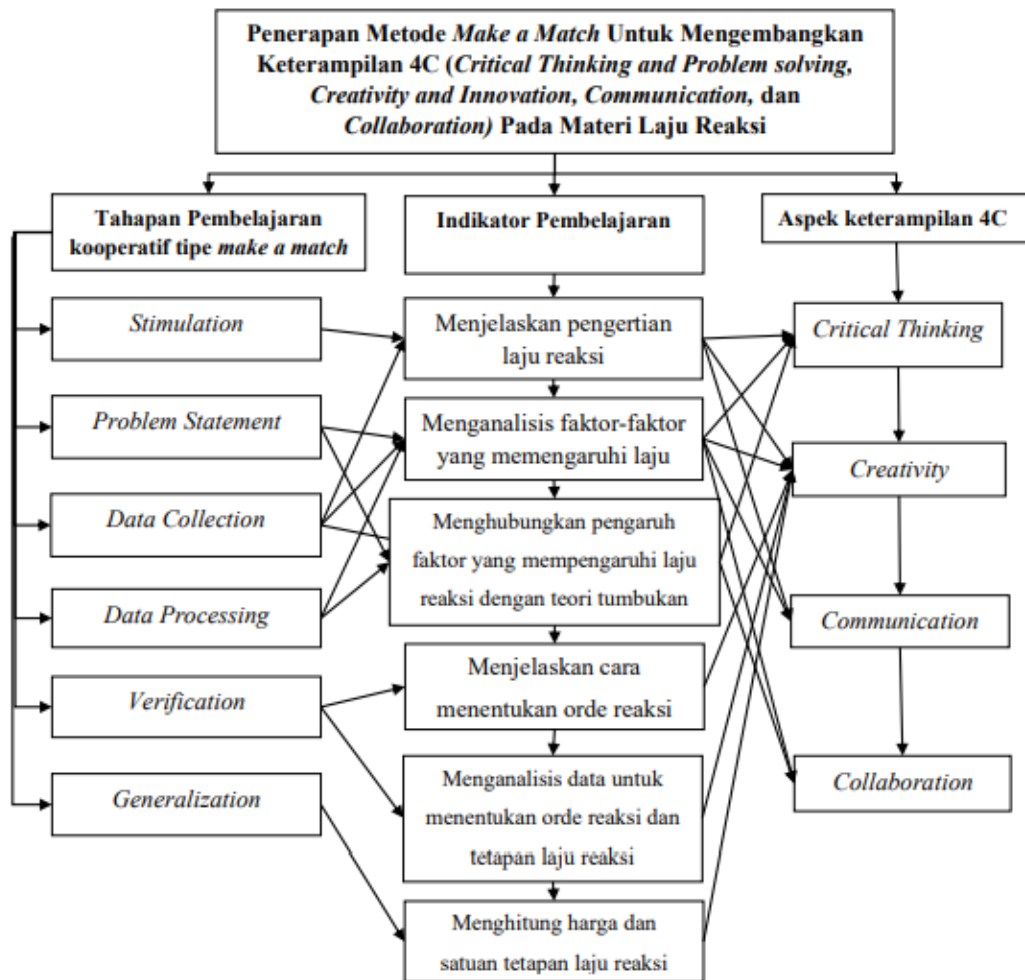 Penerapan Metode Make a Match Untuk Mengembangkan
Keterampilan 4C (Critical Thinking and Problem solving,
Creativity and Innovation, Communication, dan
Collaboration) Pada Materi Laju Reaksi
Tahapan Pembelajaran
kooperatif tipe make a match
Indikator Pembelajaran
Aspek keterampilan 4C
Stimulation
Problem Statement
Data Collection
Data Processing
Verification
Generalization
Menjelaskan pengertian
laju reaksi
Menganalisis faktor-faktor
yang memengaruhi laju
Menghubungkan pengaruh
faktor yang mempengaruhi laju
reaksi dengan teori tumbukan
Menjelaskan cara
menentukan orde reaksi
Menganalisis data untuk
menentukan orde reaksi dan
tetapan laju reaksi
Menghitung harga dan
satuan tetapan laju reaksi
Critical Thinking
Creativity
Communication
Collaboration